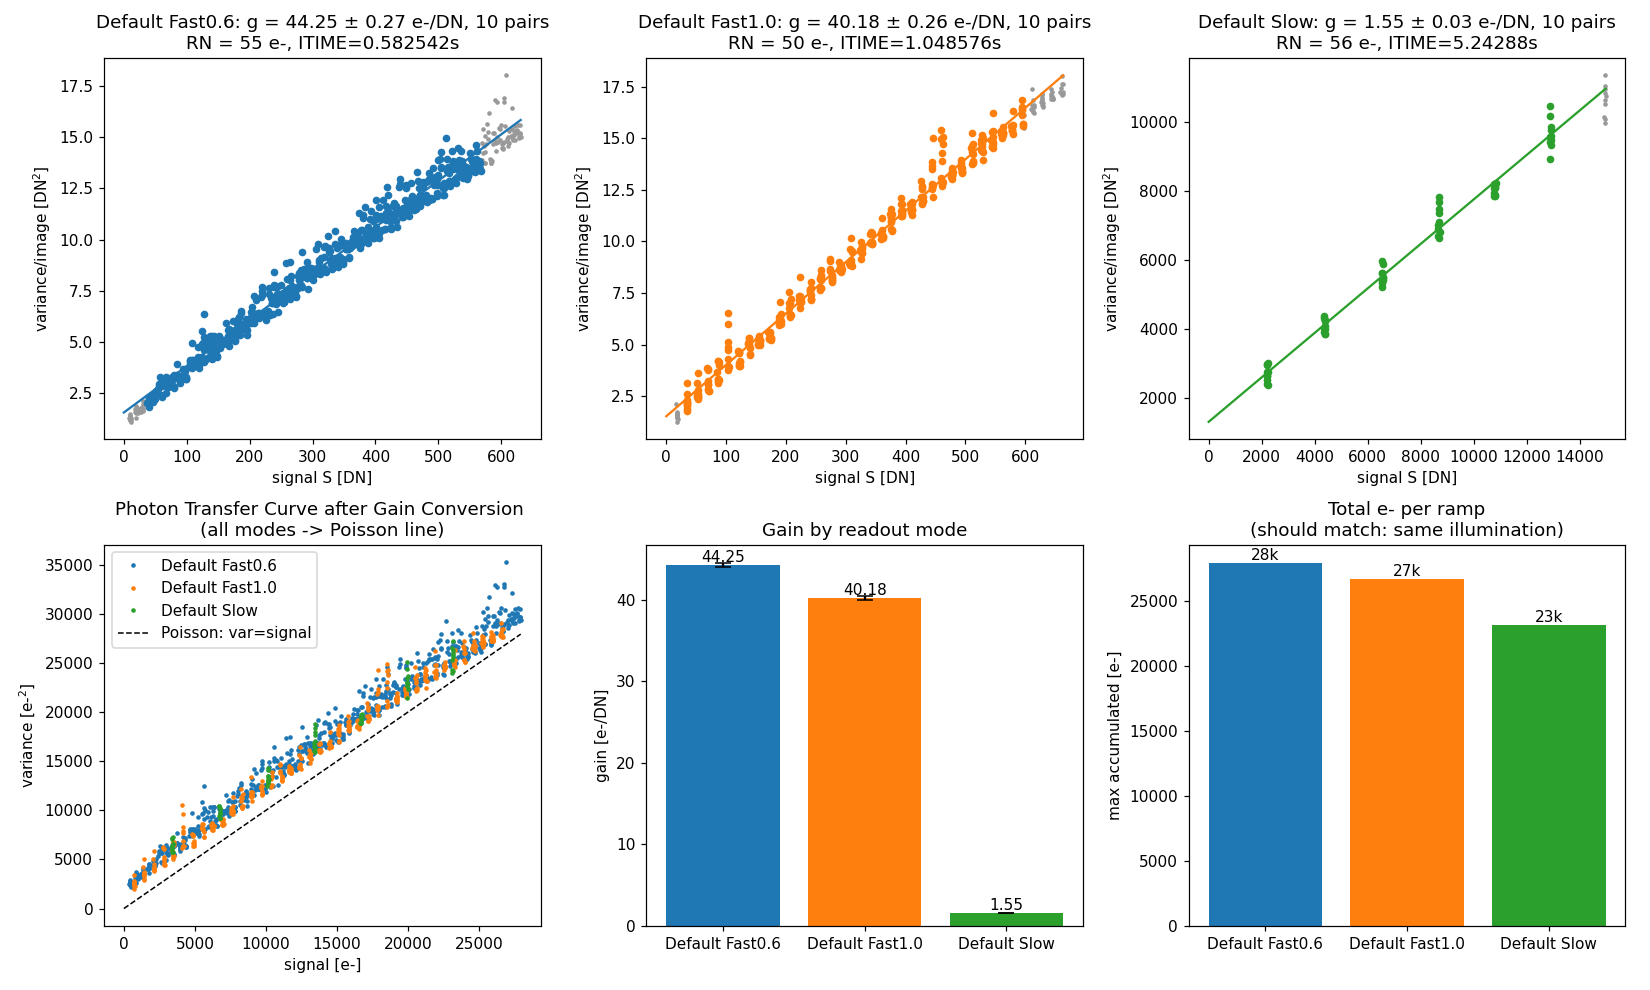 Default Fast0.6: g = 44.25 ± 0.27 e-/DN, 10 pairs
RN = 55 e-, ITIME=0.582542s
variance/image [DN²]
17.5
15.0
12.5
10.0
7.5
5.0
2.5
0 100 200 300 400 500 600
signal S [DN]
Default Fast1.0: g = 40.18 ± 0.26 e-/DN, 10 pairs
RN = 50 e-, ITIME=1.048576s
variance/image [DN²]
17.5
15.0
12.5
10.0
7.5
5.0
2.5
0 100 200 300 400 500 600
signal S [DN]
Default Slow: g = 1.55 ± 0.03 e-/DN, 10 pairs
RN = 56 e-, ITIME=5.24288s
variance/image [DN²]
10000
8000
6000
4000
2000
0 2000 4000 6000 8000 10000 12000 14000
signal S [DN]
Photon Transfer Curve after Gain Conversion
(all modes -> Poisson line)
Default Fast0.6
Default Fast1.0
Default Slow
Poisson: var=signal
variance [e-²]
35000
30000
25000
20000
15000
10000
5000
0
0 5000 10000 15000 20000 25000
signal [e-]
Gain by readout mode
gain [e-/DN]
40
30
20
10
0
44.25
40.18
1.55
Default Fast0.6 Default Fast1.0 Default Slow
Total e- per ramp
(should match: same illumination)
max accumulated [e-]
25000
20000
15000
10000
5000
0
28k
27k
23k
Default Fast0.6 Default Fast1.0 Default Slow